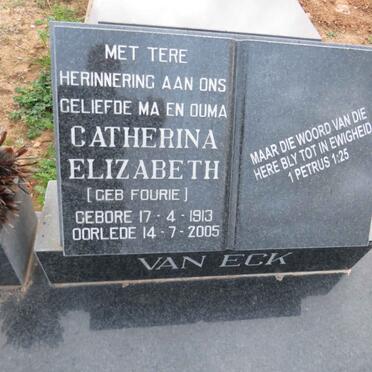 MET TERE
HERINNERING AAN ONS
GELIEFDE MA EN OUMA
CATHERINA
ELIZABETH
(GEB FOURIE)
GEBORE 17-4-1913
OORLEDE 14-7-2005
MAAR DIE WOORD VAN DIE
HERE BLY TOT IN EWIGHEID
1 PETRUS 1:25
VAN ECK